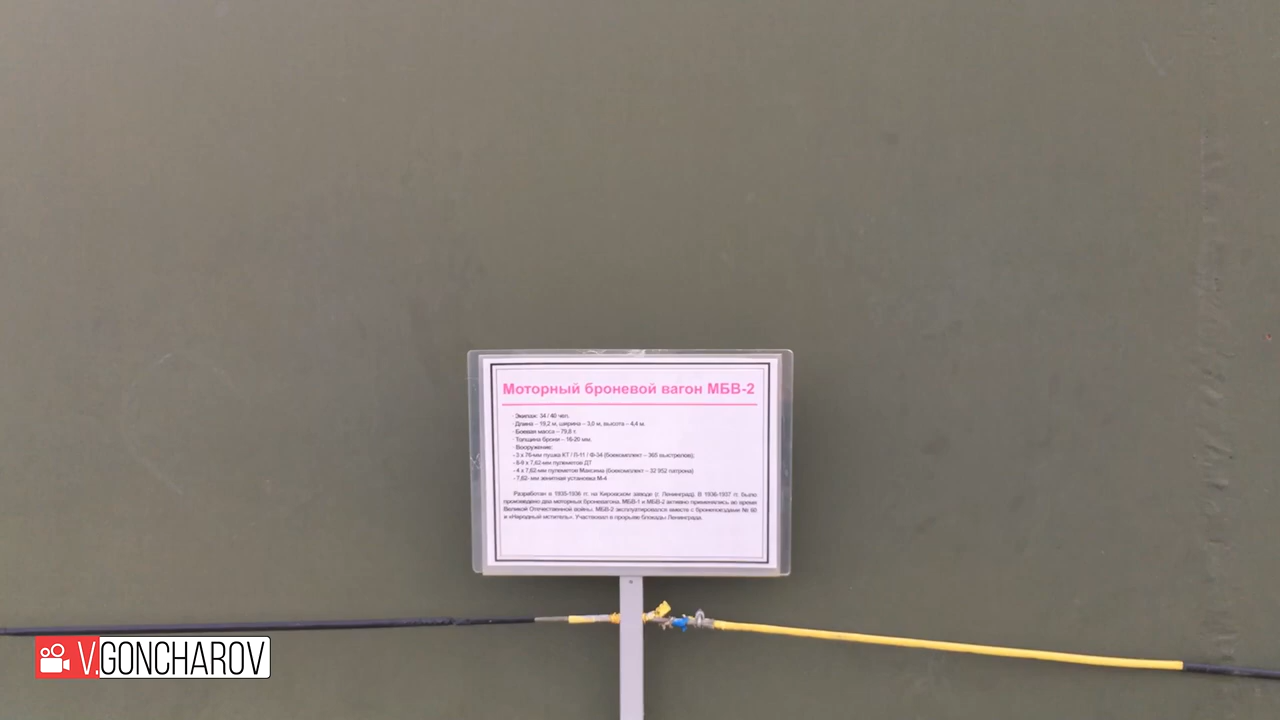 Моторный броневой вагон МБВ-2
- Экипаж: 34 / 40 чел.
- Длина – 19,2 м, ширина – 3,0 м, высота – 4,4 м.
- Боевая масса – 79,8 т.
- Толщина брони – 16-20 мм.
- Вооружение:
- 3 х 76-мм пушка КТ / Л-11 / Ф-34 (боекомплект – 365 выстрелов);
- 8-9 х 7,62-мм пулеметов ДТ
- 4 х 7,62-мм пулеметов Максима (боекомплект – 32 952 патрона)
- 7,62- мм зенитная установка М-4
Разработан в 1935-1936 гг. на Кировском заводе (г. Ленинград). В 1936-1937 гг. было
произведено два моторных броневагона. МБВ-1 и МБВ-2 активно применялись во время
Великой Отечественной войны. МБВ-2 эксплуатировался вместе с бронепоездами № 60
и «Народный мститель». Участвовал в прорыве блокады Ленинграда.
V.GONCHAROV